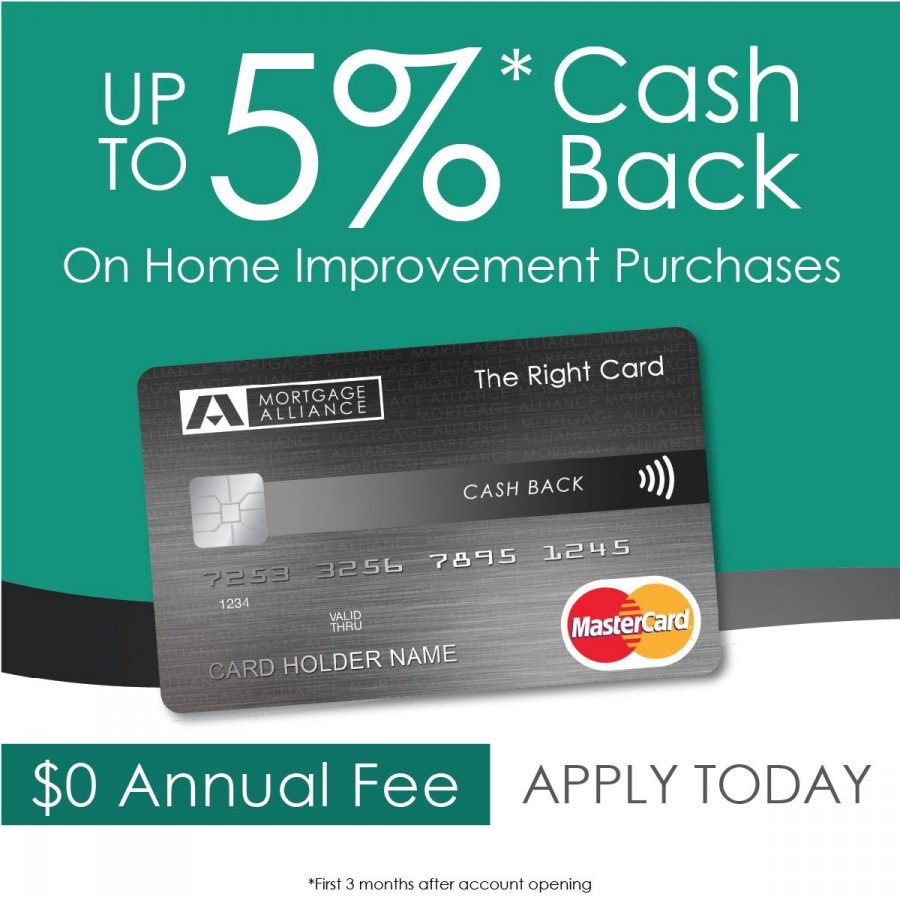 UP TO 5%* Cash Back
On Home Improvement Purchases
MORTGAGE
ALLIANCE
The Right Card
CASH BACK
7253 3256 7895 1245
1234
VALID
THRU
MasterCard
CARD HOLDER NAME
$0 Annual Fee
APPLY TODAY
*First 3 months after account opening